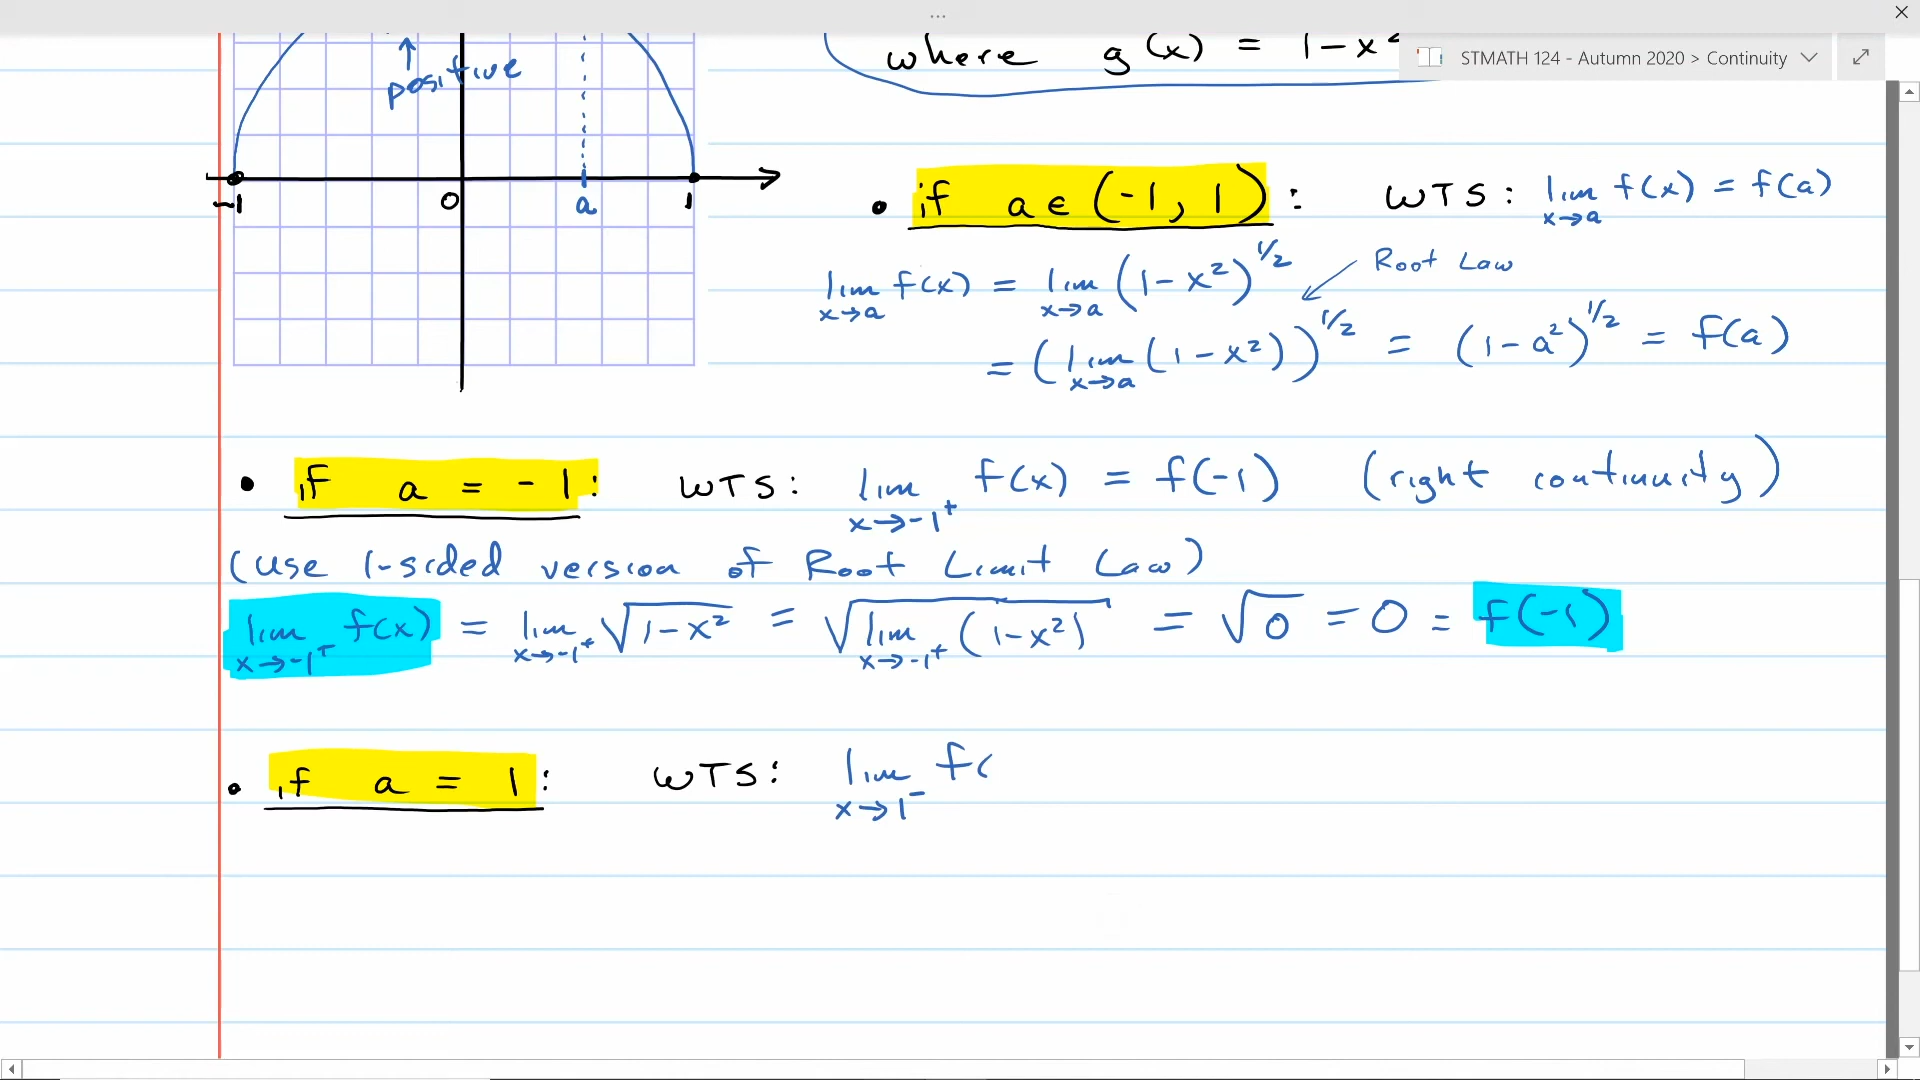 ...
where g(x) = 1-x²
STMATH 124 - Autumn 2020 > Continuity
positive
-1 0 a 1
• if a ∈ (-1, 1): WTS: lim x→a f(x) = f(a)
lim x→a f(x) = lim x→a (1-x²)^1/2 Root Law
= (lim x→a (1-x²))^1/2 = (1-a²)^1/2 = f(a)
• if a = -1: WTS: lim x→-1⁺ f(x) = f(-1) (right continuity)
(use 1-sided version of Root Limit Law)
lim x→-1⁺ f(x) = lim x→-1⁺ √(1-x²) = √(lim x→-1⁺ (1-x²)) = √0 = 0 = f(-1)
• if a = 1: WTS: lim x→1⁻ f(